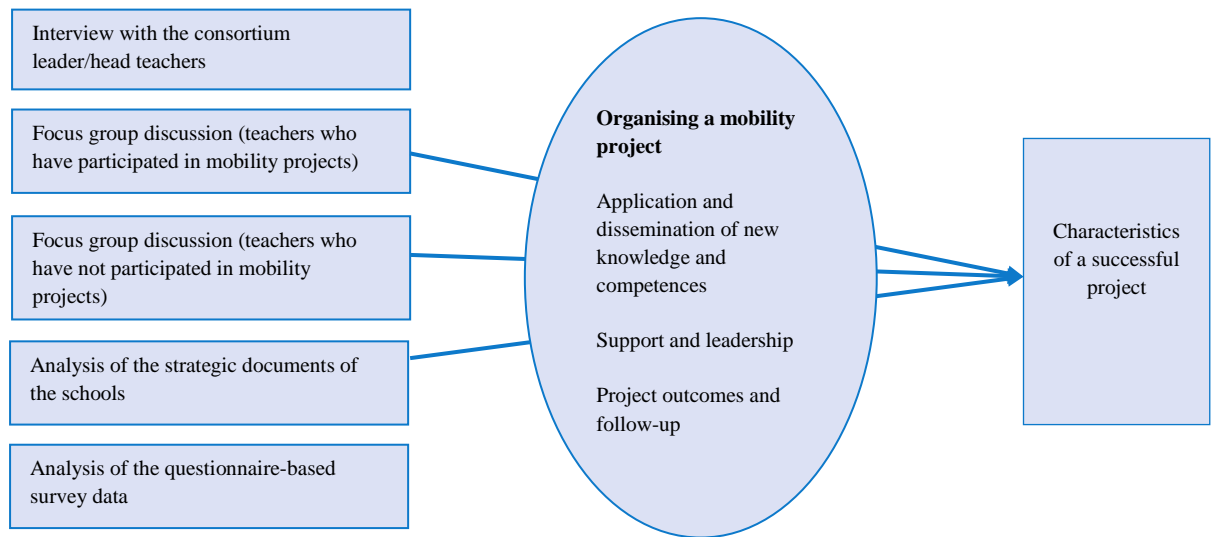 Interview with the consortium
leader/head teachers
Focus group discussion (teachers who
have participated in mobility projects)
Focus group discussion (teachers who
have not participated in mobility
projects)
Analysis of the strategic documents of
the schools
Analysis of the questionnaire-based
survey data
Organising a mobility
project
Application and
dissemination of new
knowledge and
competences
Support and leadership
Project outcomes and
follow-up
Characteristics
of a successful
project